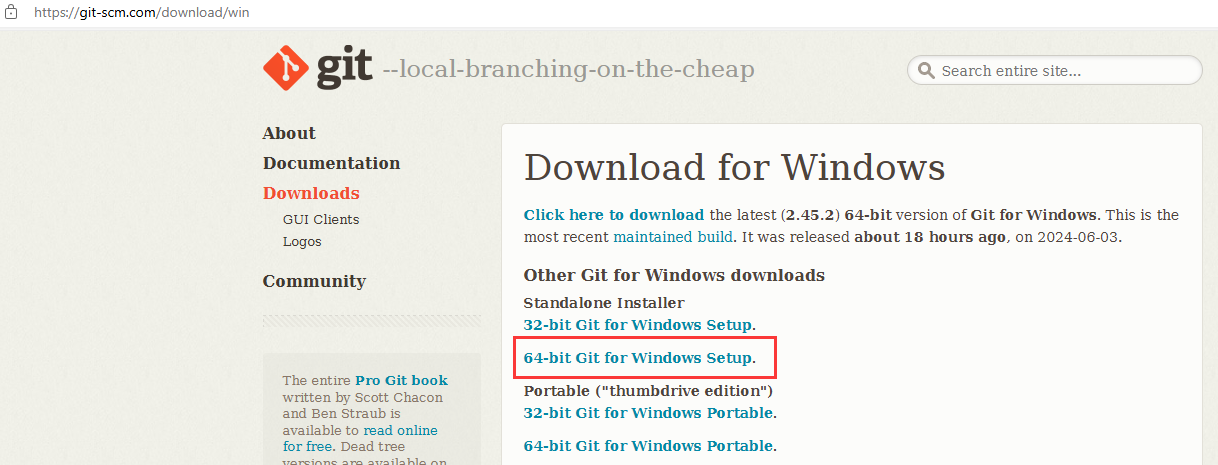 https://git-scm.com/download/win
git --local-branching-on-the-cheap
Search entire site...
About
Documentation
Downloads
GUI Clients
Logos
Community
The entire Pro Git book
written by Scott Chacon
and Ben Straub is
available to read online
for free. Dead tree
versions are available on
Download for Windows
Click here to download the latest (2.45.2) 64-bit version of Git for Windows. This is the
most recent maintained build. It was released about 18 hours ago, on 2024-06-03.
Other Git for Windows downloads
Standalone Installer
32-bit Git for Windows Setup.
64-bit Git for Windows Setup.
Portable ("thumbdrive edition")
32-bit Git for Windows Portable.
64-bit Git for Windows Portable.